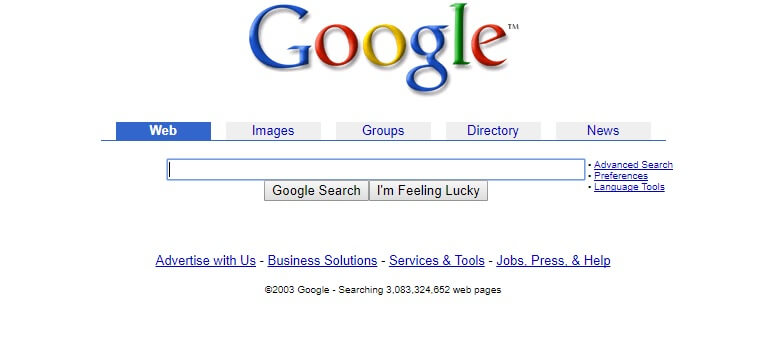 Google™
Web Images Groups Directory News
• Advanced Search
• Preferences
• Language Tools
Google Search I'm Feeling Lucky
Advertise with Us - Business Solutions - Services & Tools - Jobs, Press, & Help
©2003 Google - Searching 3,083,324,652 web pages